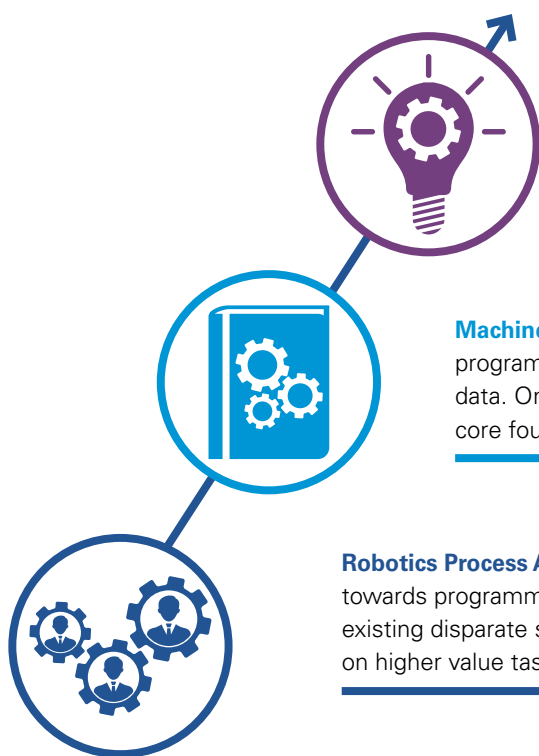 Machine
program
data. Or
core fou
Robotics Process A
towards programm
existing disparate s
on higher value tas